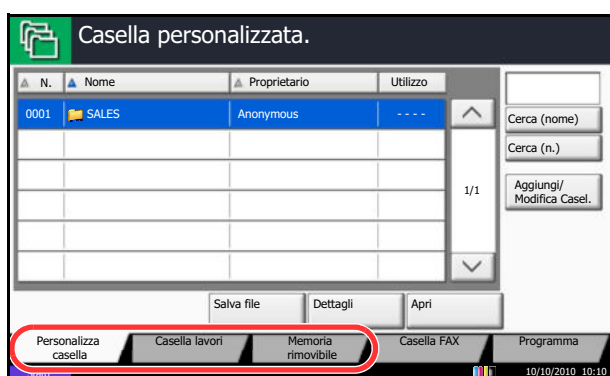 Casella personalizzata.
N. Nome Proprietario Utilizzo
0001 SALES Anonymous - - - -
Cerca (nome)
Cerca (n.)
1/1
Aggiungi/
Modifica Casel.
Salva file Dettagli Apri
Personalizza
casella
Casella lavori
Memoria
rimovibile
Casella FAX
Programma
10/10/2010 10:10